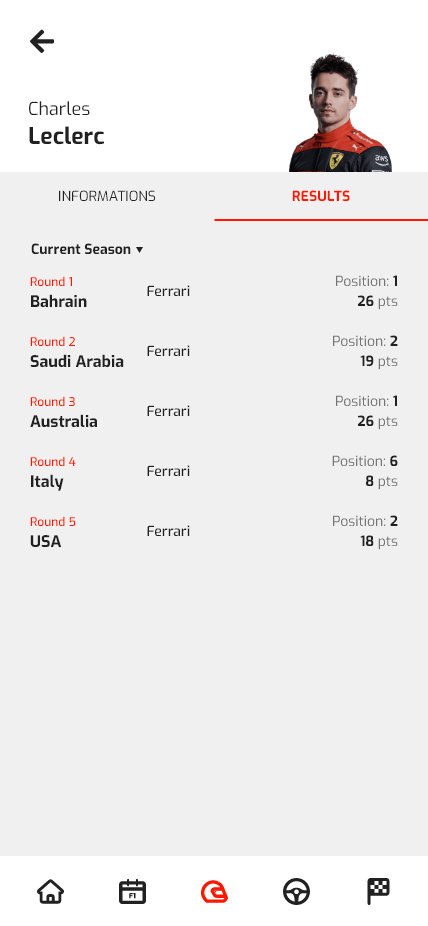 Charles
Leclerc
aws
INFORMATIONS
RESULTS
Current Season
Round 1
Bahrain
Ferrari
Position: 1
26 pts
Round 2
Saudi Arabia
Ferrari
Position: 2
19 pts
Round 3
Australia
Ferrari
Position: 1
26 pts
Round 4
Italy
Ferrari
Position: 6
8 pts
Round 5
USA
Ferrari
Position: 2
18 pts
F1